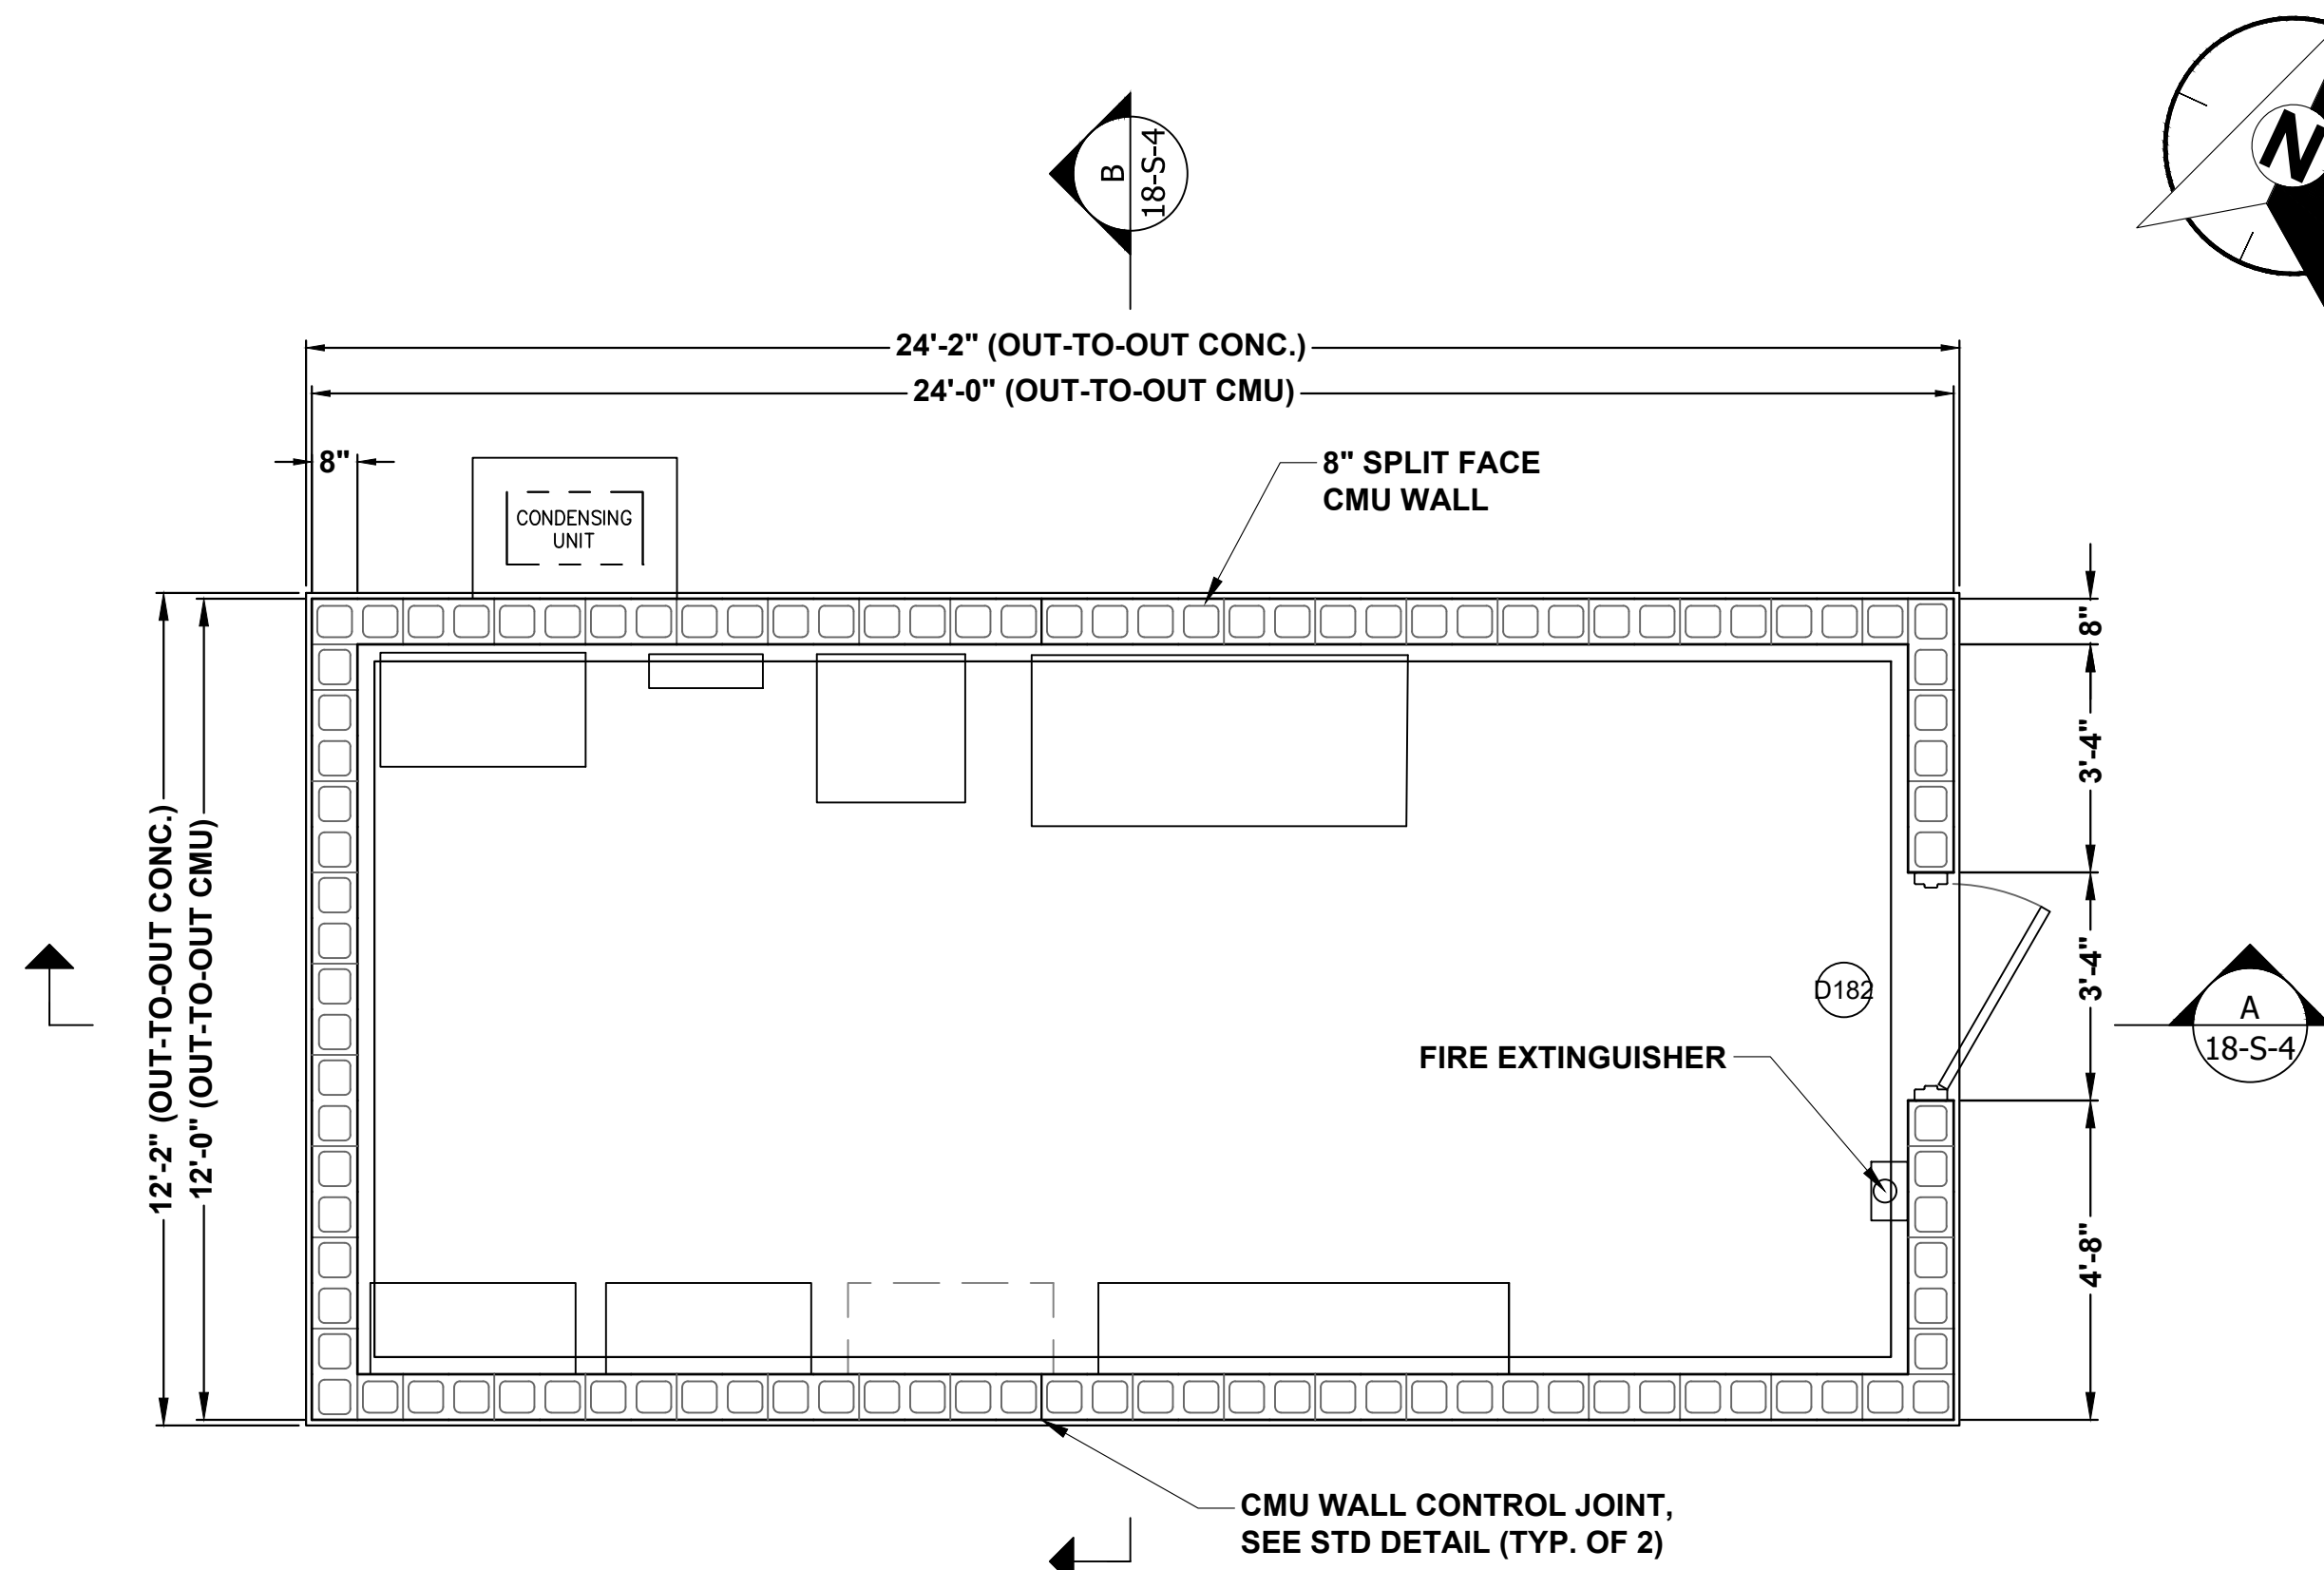 N
B
18-S-4
24'-2" (OUT-TO-OUT CONC.)
24'-0" (OUT-TO-OUT CMU)
8"
8" SPLIT FACE
CMU WALL
CONDENSING
UNIT
8"
3'-4"
12'-2" (OUT-TO-OUT CONC.)
12'-0" (OUT-TO-OUT CMU)
3'-4"
D182
A
18-S-4
FIRE EXTINGUISHER
4'-8"
CMU WALL CONTROL JOINT,
SEE STD DETAIL (TYP. OF 2)